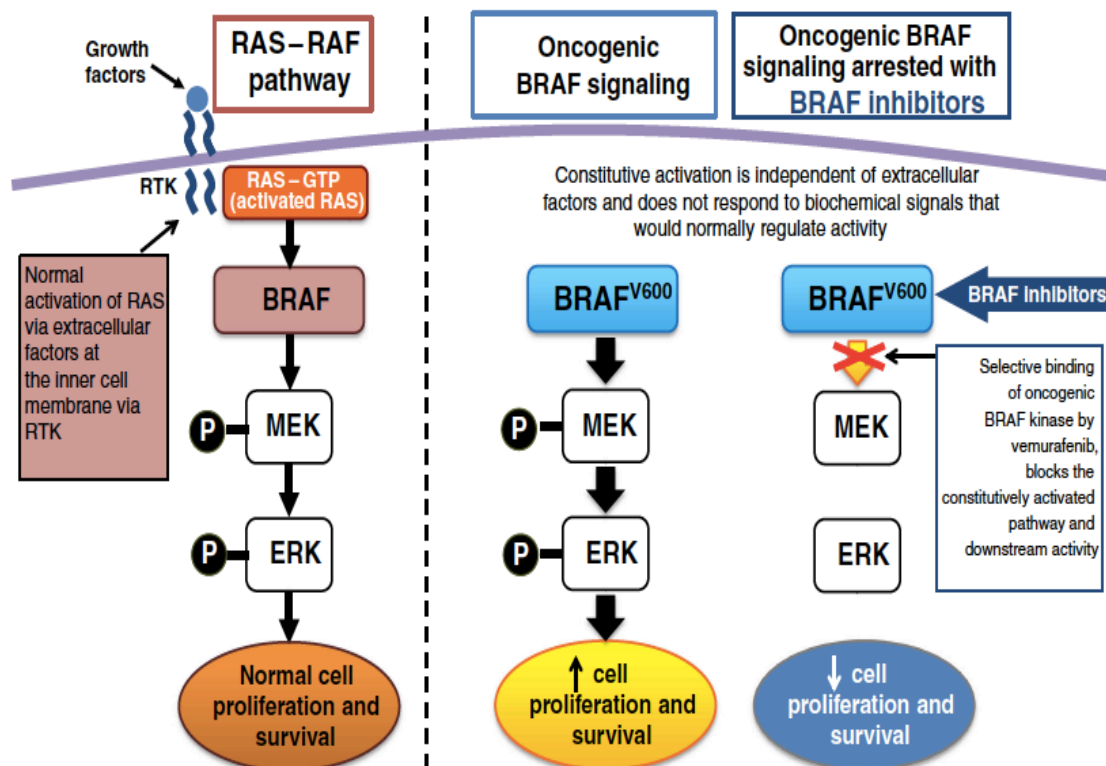 Growth
factors
RAS–RAF
pathway
RTK
RAS–GTP
(activated RAS)
Normal
activation of RAS
via extracellular
factors at
the inner cell
membrane via
RTK
BRAF
P
MEK
P
ERK
Normal cell
proliferation and
survival
Oncogenic
BRAF signaling
Oncogenic BRAF
signaling arrested with
BRAF inhibitors
Constitutive activation is independent of extracellular
factors and does not respond to biochemical signals that
would normally regulate activity
BRAFV600
P
MEK
P
ERK
↑ cell
proliferation and
survival
BRAFV600
BRAF Inhibitors
Selective binding
of oncogenic
BRAF kinase by
vemurafenib,
blocks the
constitutively activated
pathway and
downstream activity
MEK
ERK
↓ cell
proliferation and
survival